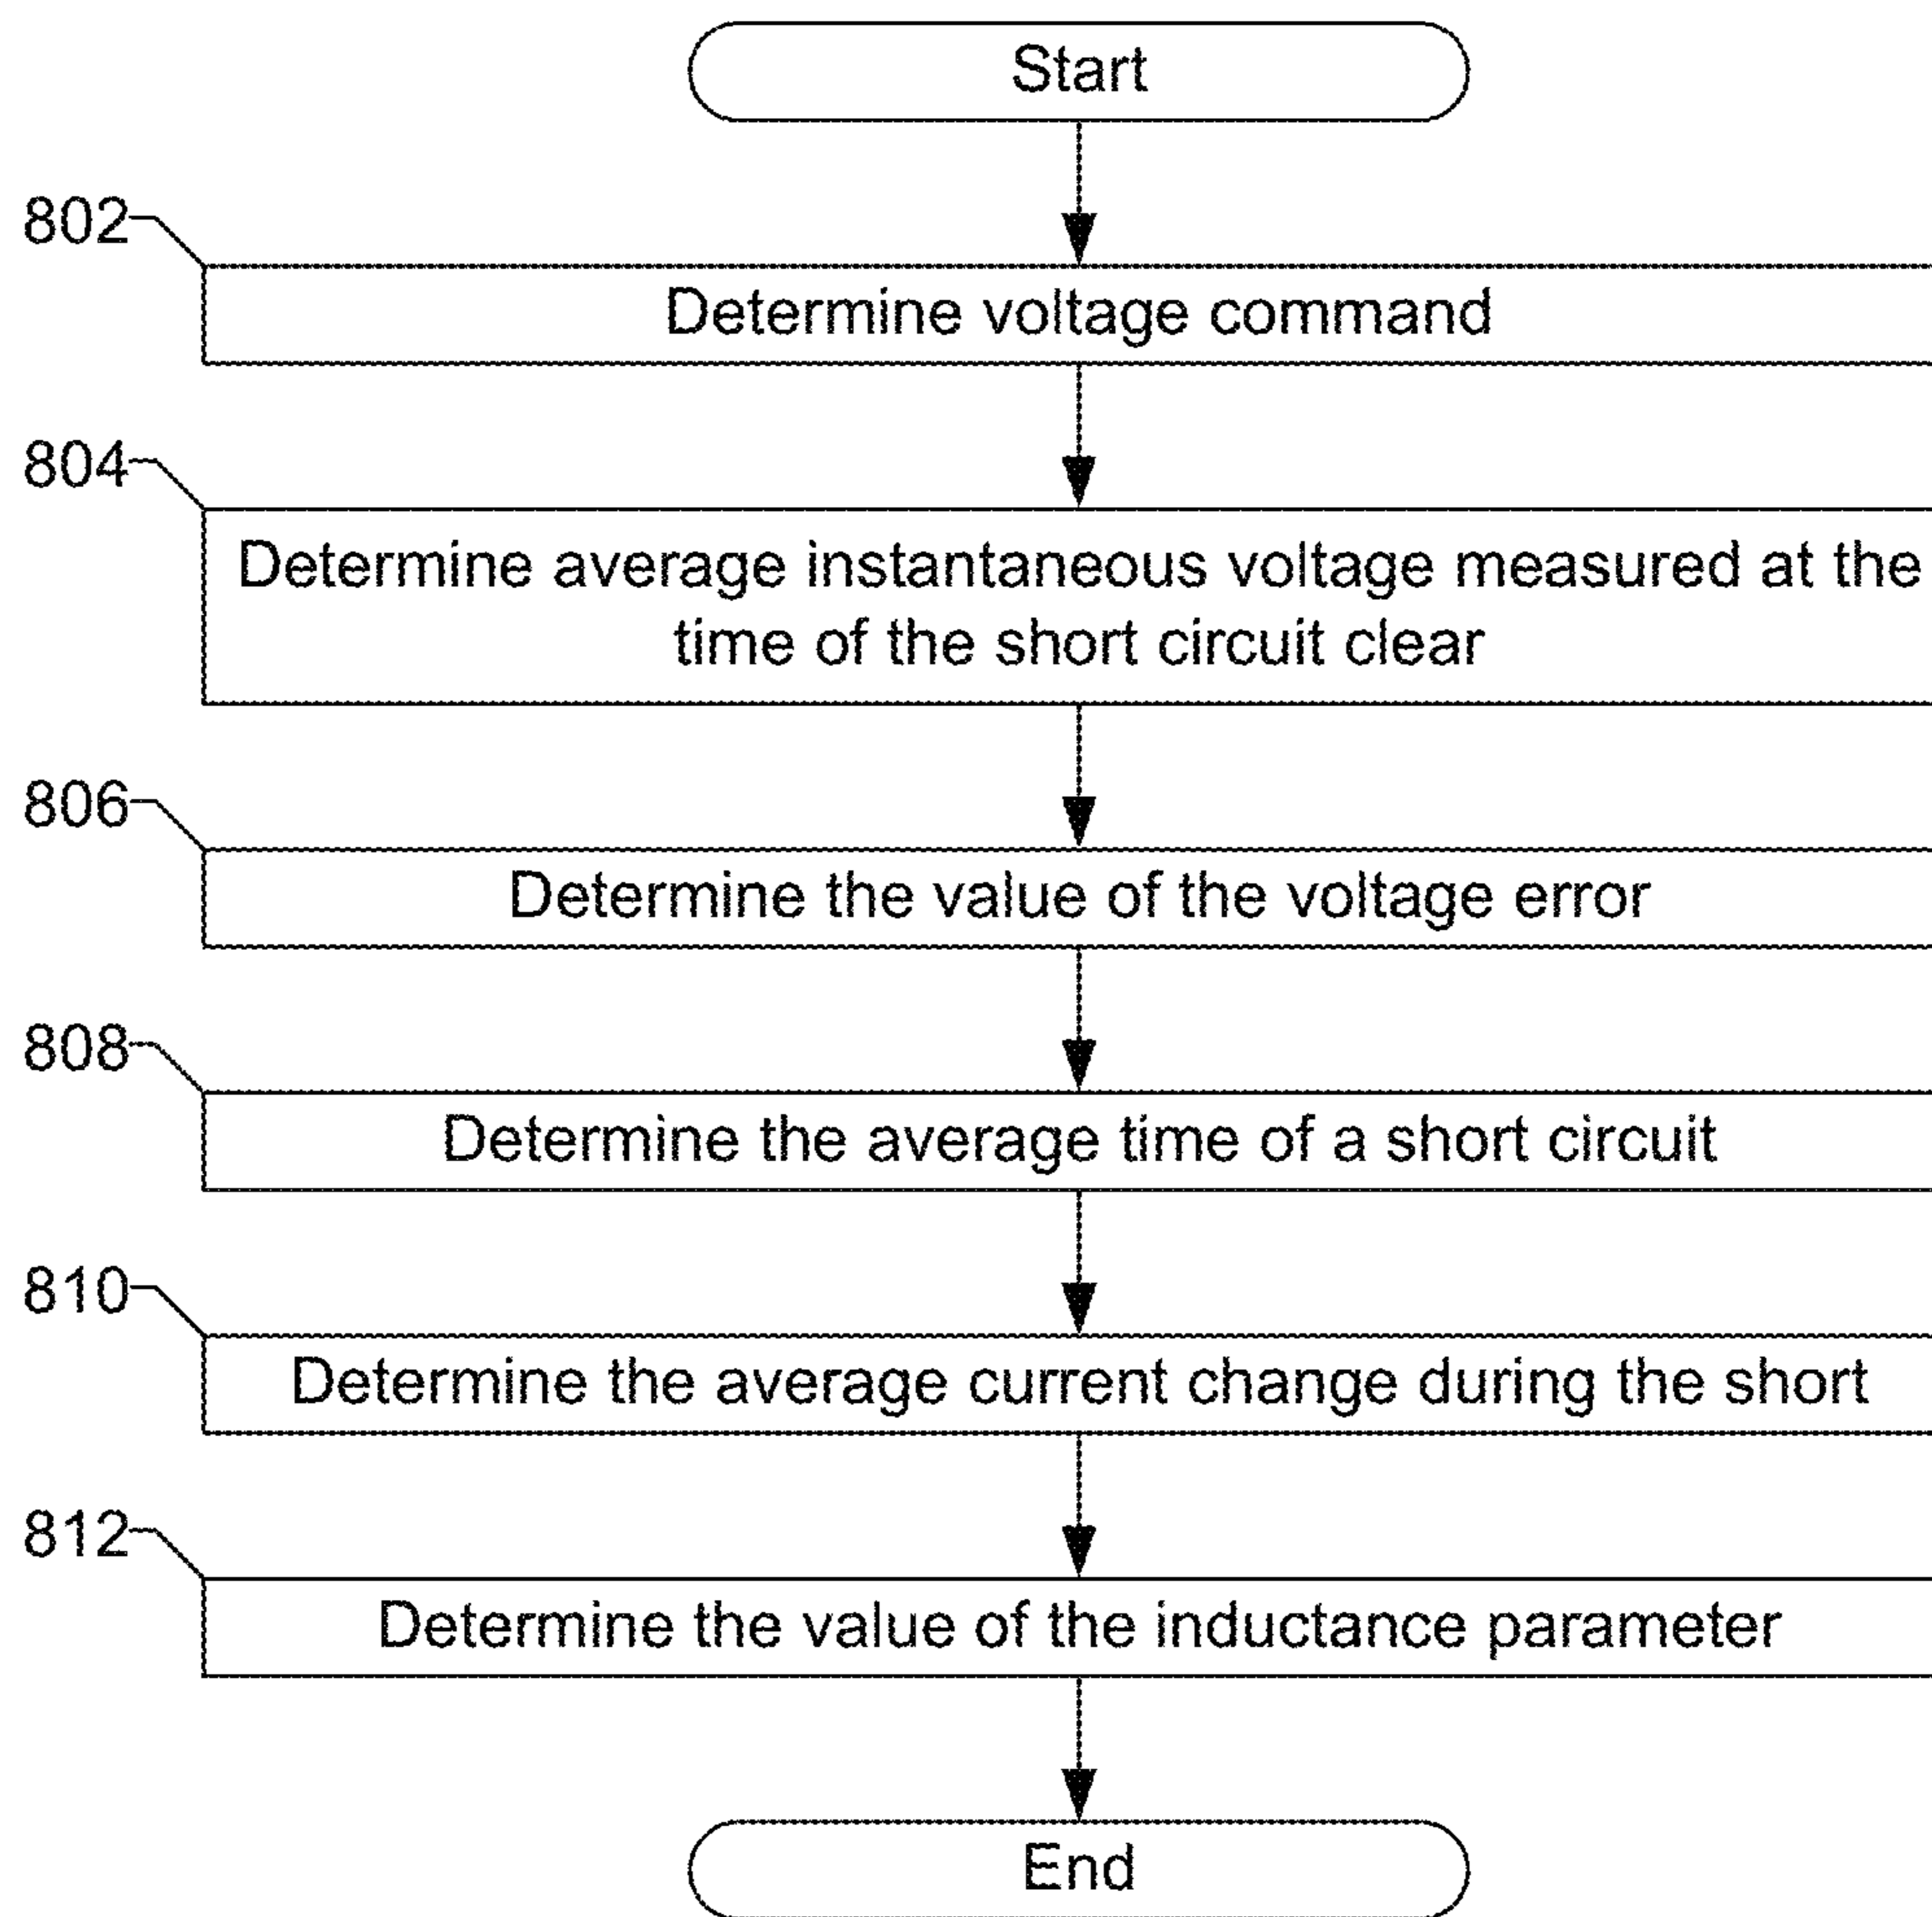 Start
802
Determine voltage command
804
Determine average instantaneous voltage measured at the
time of the short circuit clear
806
Determine the value of the voltage error
808
Determine the average time of a short circuit
810
Determine the average current change during the short
812
Determine the value of the inductance parameter
End